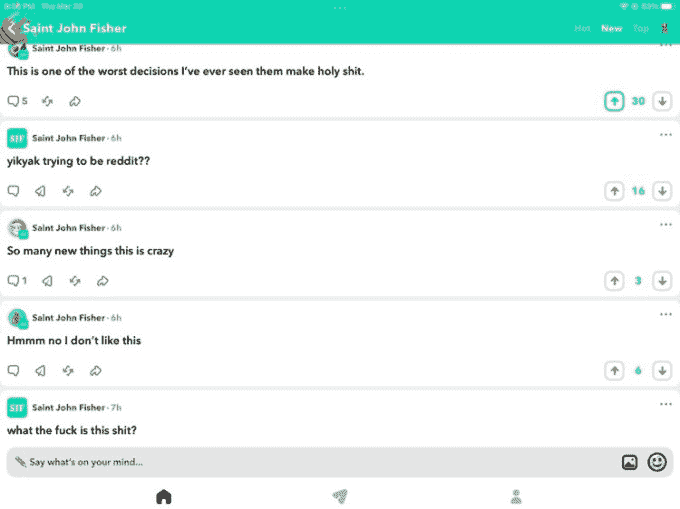 Saint John Fisher
Hot New Top
Saint John Fisher · 6h
This is one of the worst decisions I've ever seen them make holy shit.
5
30
SJF
Saint John Fisher · 6h
yikyak trying to be reddit??
16
Saint John Fisher · 6h
So many new things this is crazy
1
3
Saint John Fisher · 6h
Hmmm no I don't like this
6
SJF
Saint John Fisher · 7h
what the fuck is this shit?
Say what's on your mind...